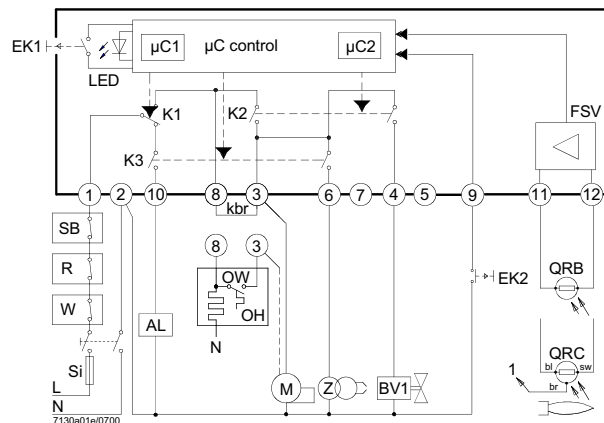 EK1
LED
µC1
µC control
µC2
FSV
K1
K2
K3
1
2
10
8
3
6
7
4
5
9
11
12
kbr
SB
R
W
Si
L
N
7130a01e/0700
AL
8
3
OW
OH
N
M
Z
BV1
EK2
QRB
QRC
bl
sw
br
1